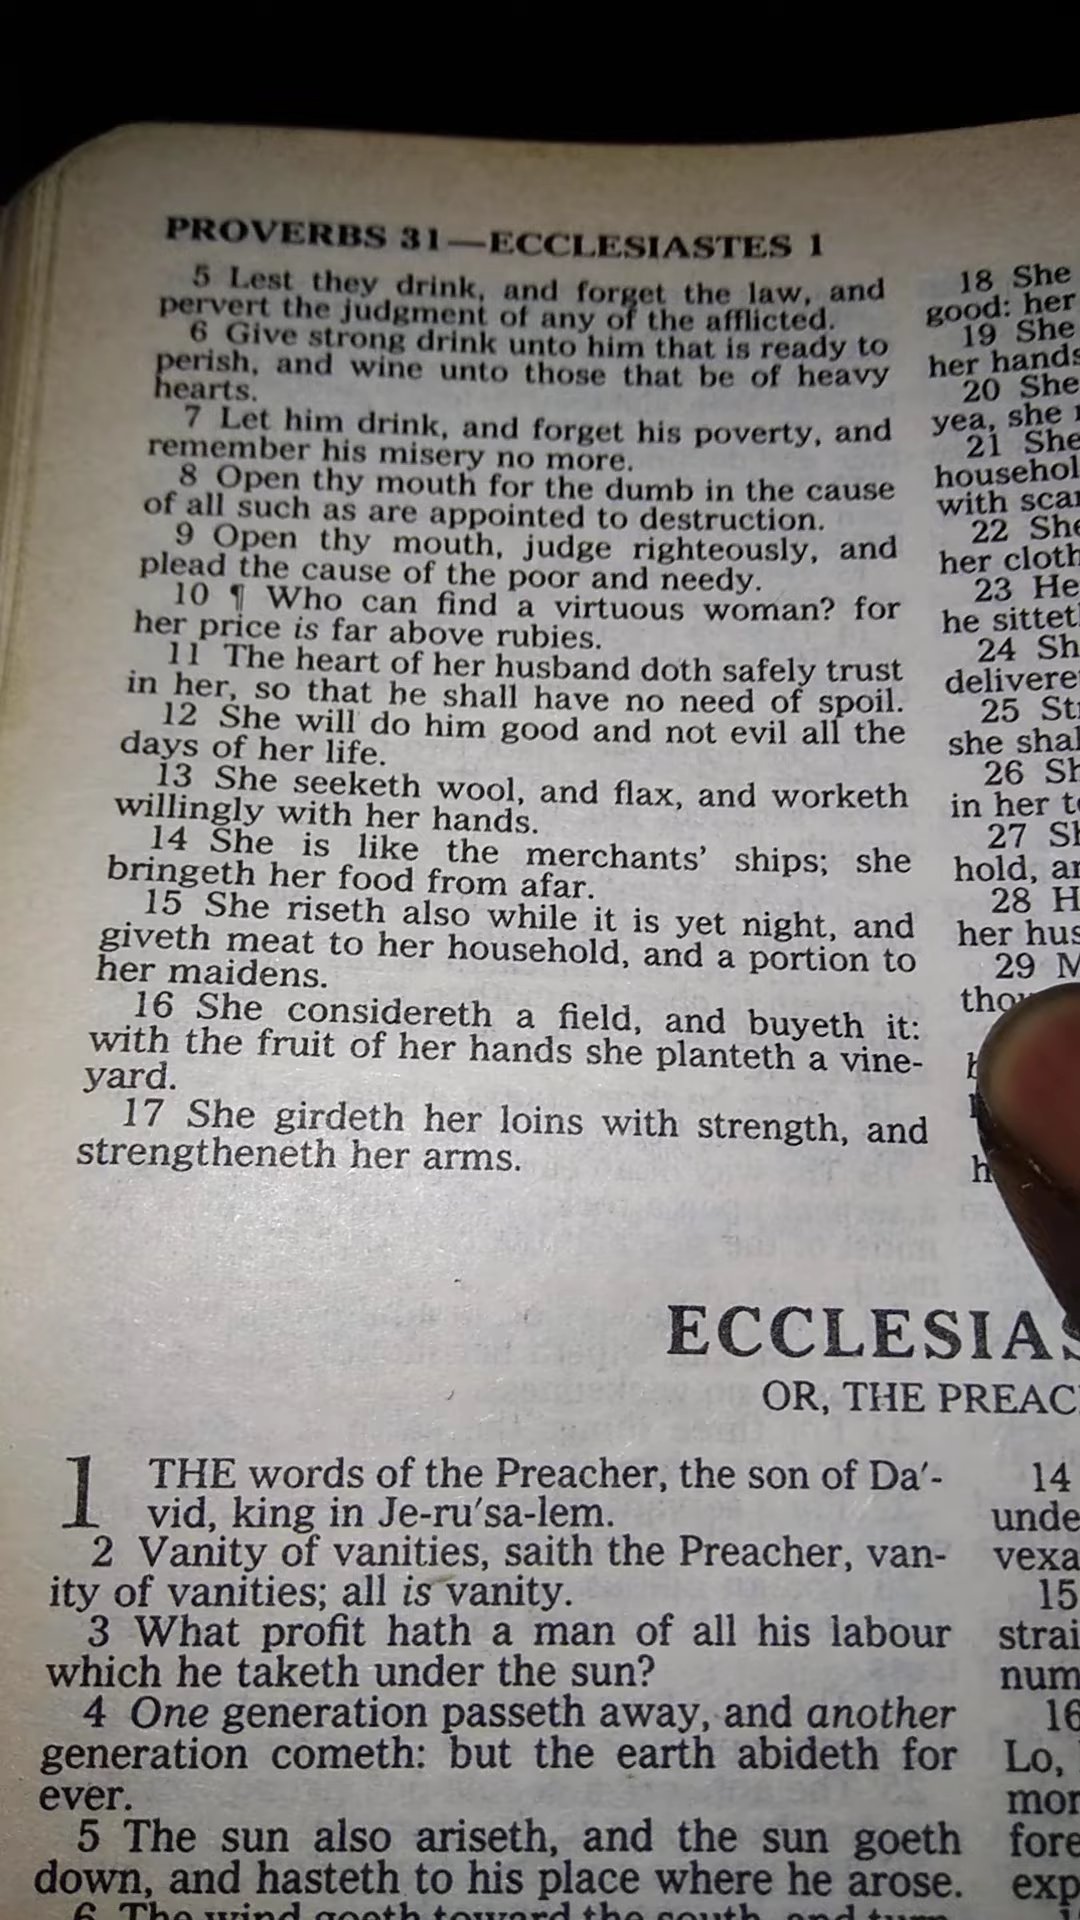 PROVERBS 31—ECCLESIASTES 1
5 Lest they drink, and forget the law, and
pervert the judgment of any of the afflicted.
6 Give strong drink unto him that is ready to
perish, and wine unto those that be of heavy
hearts.
7 Let him drink, and forget his poverty, and
remember his misery no more.
8 Open thy mouth for the dumb in the cause
of all such as are appointed to destruction.
9 Open thy mouth, judge righteously, and
plead the cause of the poor and needy.
10 ¶ Who can find a virtuous woman? for
her price is far above rubies.
11 The heart of her husband doth safely trust
in her, so that he shall have no need of spoil.
12 She will do him good and not evil all the
days of her life.
13 She seeketh wool, and flax, and worketh
willingly with her hands.
14 She is like the merchants’ ships; she
bringeth her food from afar.
15 She riseth also while it is yet night, and
giveth meat to her household, and a portion to
her maidens.
16 She considereth a field, and buyeth it:
with the fruit of her hands she planteth a vine-
yard.
17 She girdeth her loins with strength, and
strengtheneth her arms.
18 She
good: her
19 She
her hands
20 She
yea, she
21 She
househol
with scar
22 She
her cloth
23 He
he sittet
24 Sh
delivere
25 St
she shal
26 Sh
in her t
27 Sh
hold, an
28 H
her hus
29 M
thou
ECCLESIAS
OR, THE PREAC
1 THE words of the Preacher, the son of Da′-
vid, king in Je-ru′sa-lem.
2 Vanity of vanities, saith the Preacher, van-
ity of vanities; all is vanity.
3 What profit hath a man of all his labour
which he taketh under the sun?
4 One generation passeth away, and another
generation cometh: but the earth abideth for
ever.
5 The sun also ariseth, and the sun goeth
down, and hasteth to his place where he arose.
6 The wind goeth toward the south, and turn
14
unde
vexa
15
strai
num
16
Lo,
mor
fore
exp